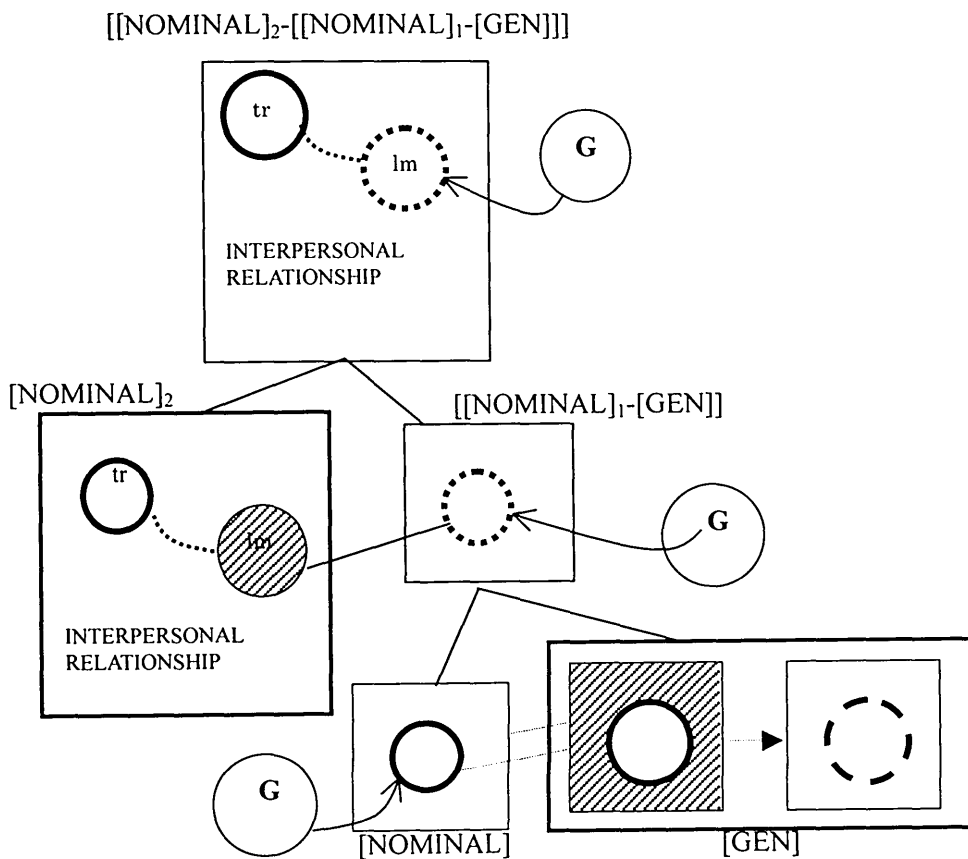 [[NOMINAL]₂-[[NOMINAL]₁-[GEN]]]
tr
lm
G
INTERPERSONAL
RELATIONSHIP
[NOMINAL]₂
[[NOMINAL]₁-[GEN]]
tr
lm
G
INTERPERSONAL
RELATIONSHIP
G
[NOMINAL]
[GEN]